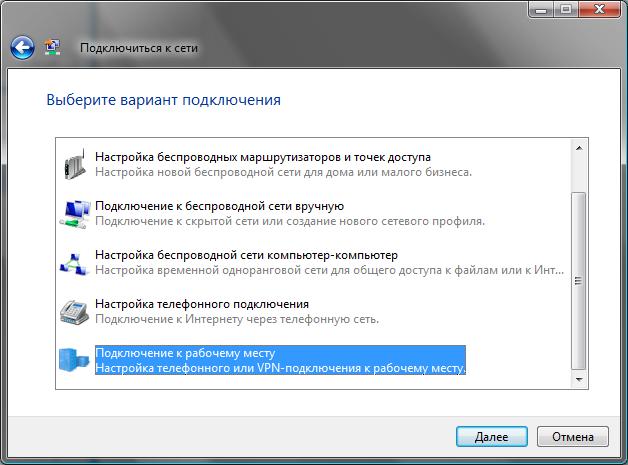 Подключиться к сети
Выберите вариант подключения
Настройка беспроводных маршрутизаторов и точек доступа
Настройка новой беспроводной сети для дома или малого бизнеса.
Подключение к беспроводной сети вручную
Подключение к скрытой сети или создание нового сетевого профиля.
Настройка беспроводной сети компьютер-компьютер
Настройка временной одноранговой сети для общего доступа к файлам или к Инт...
Настройка телефонного подключения
Подключение к Интернету через телефонную сеть.
Подключение к рабочему месту
Настройка телефонного или VPN-подключения к рабочему месту.
Далее
Отмена